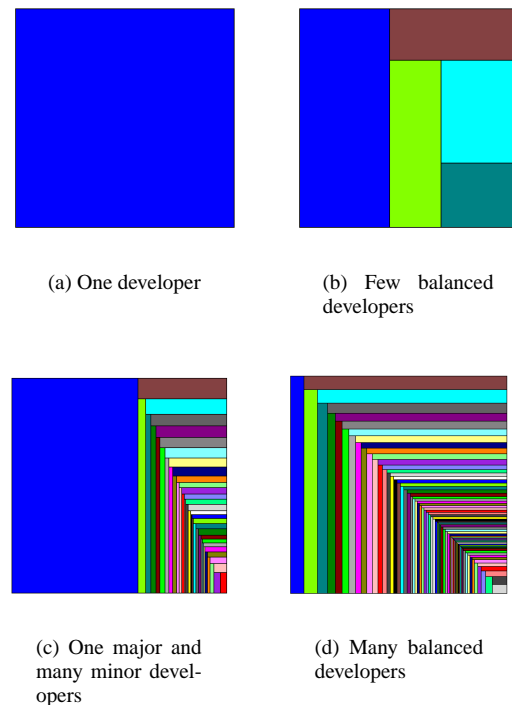 (a) One developer
(b) Few balanced
developers
(c) One major and
many minor devel-
opers
(d) Many balanced
developers